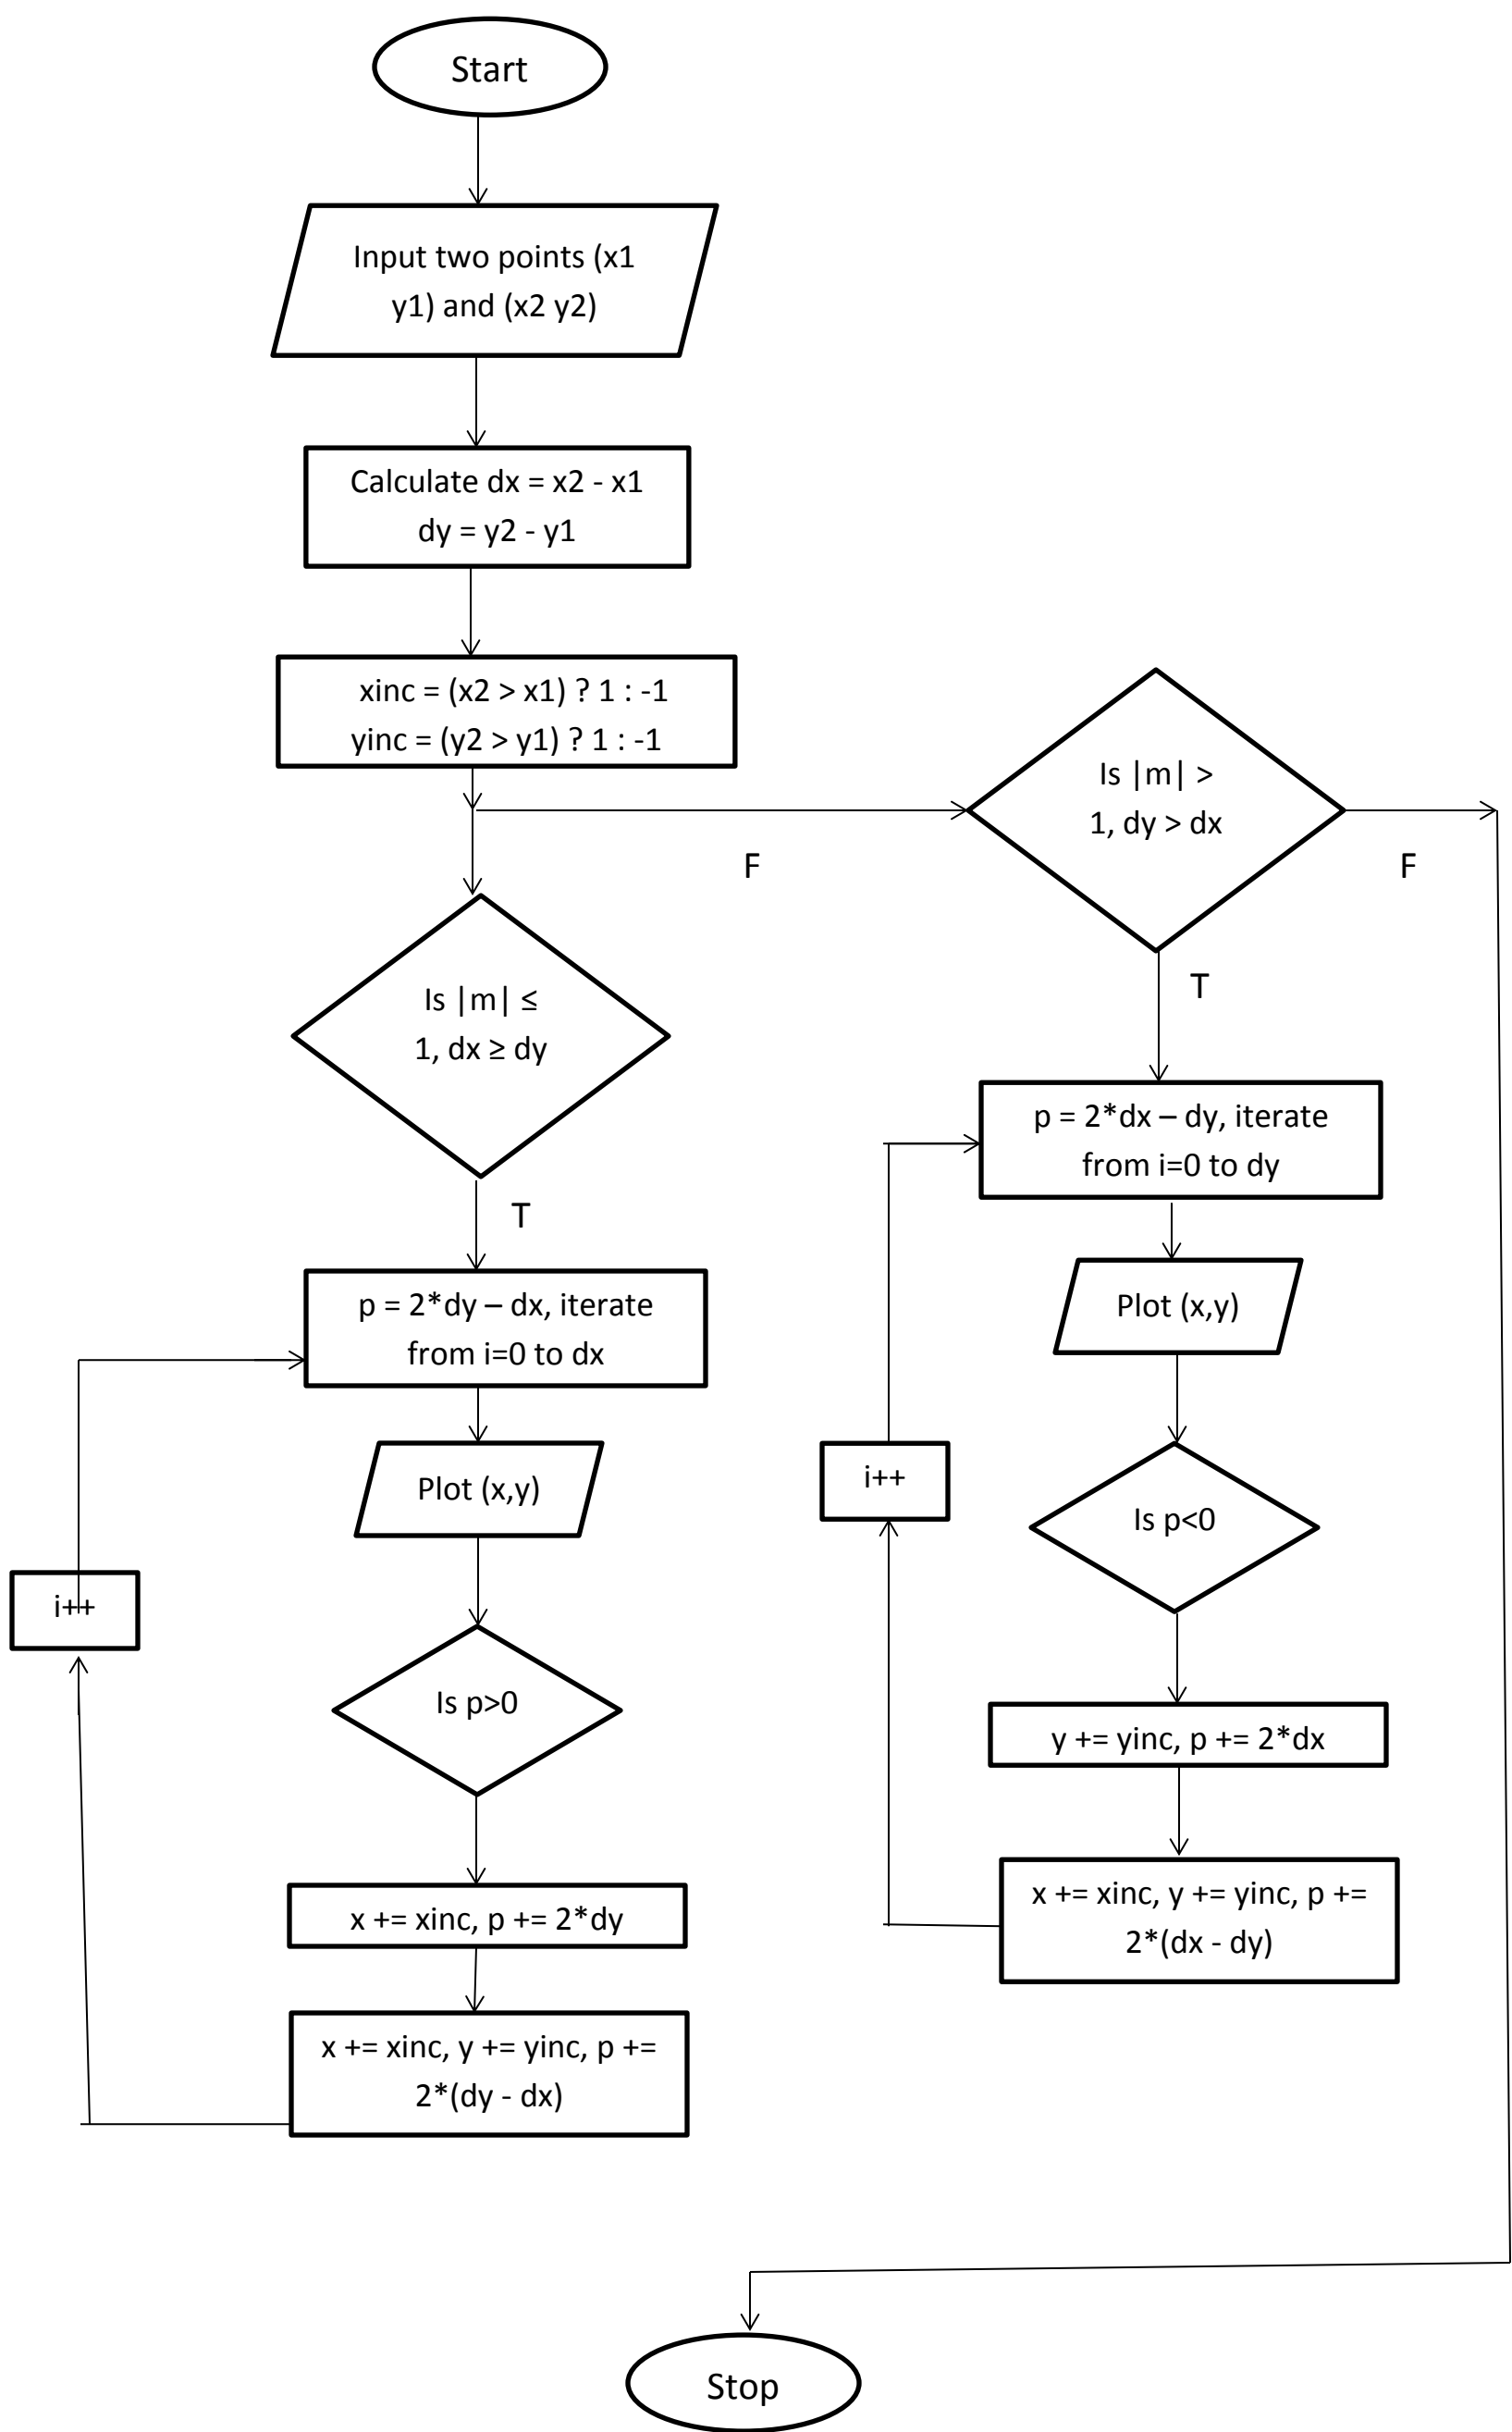 Start
Input two points (x1
y1) and (x2 y2)
Calculate dx = x2 - x1
dy = y2 - y1
xinc = (x2 > x1) ? 1 : -1
yinc = (y2 > y1) ? 1 : -1
Is |m| ≤
1, dx ≥ dy
T
p = 2*dy – dx, iterate
from i=0 to dx
Plot (x,y)
Is p>0
x += xinc, p += 2*dy
x += xinc, y += yinc, p +=
2*(dy - dx)
i++
F
Is |m| >
1, dy > dx
F
T
p = 2*dx – dy, iterate
from i=0 to dy
Plot (x,y)
Is p<0
y += yinc, p += 2*dx
x += xinc, y += yinc, p +=
2*(dx - dy)
i++
Stop